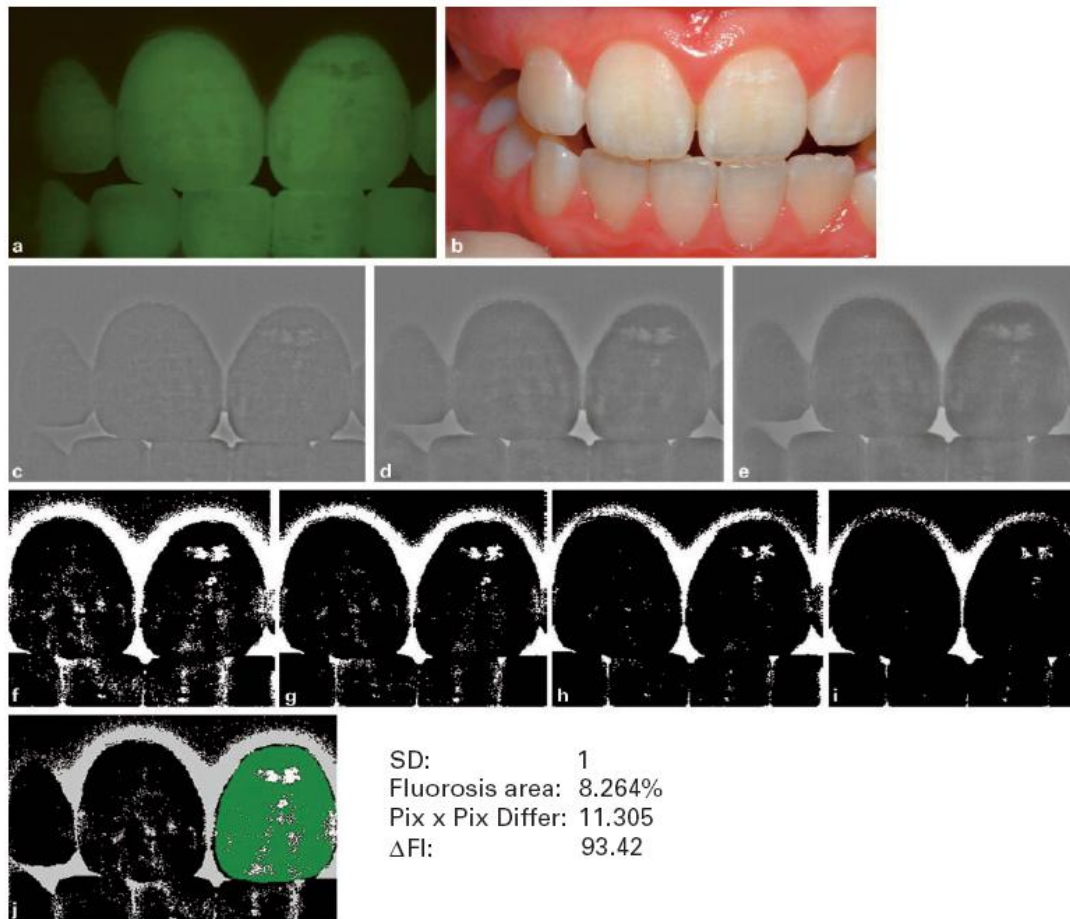 a
b
c
d
e
f
g
h
i
j
SD: 1
Fluorosis area: 8.264%
Pix x Pix Differ: 11.305
ΔFI: 93.42